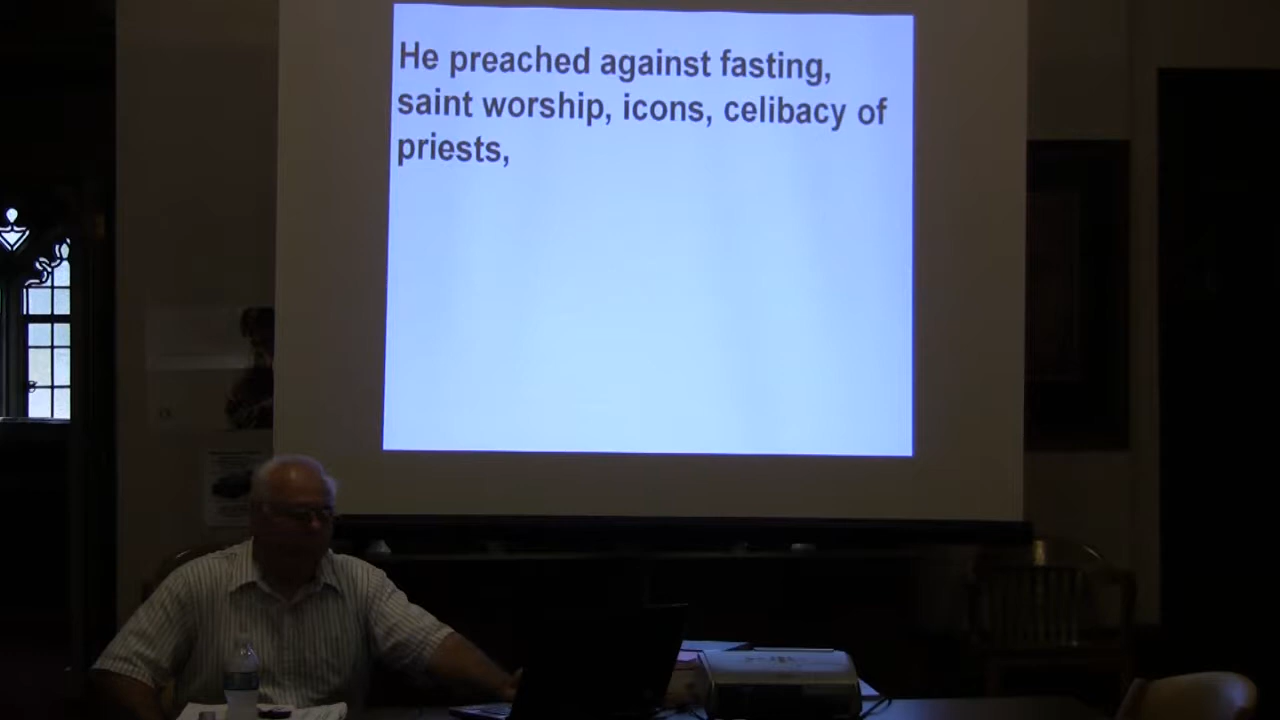 He preached against fasting,
saint worship, icons, celibacy of
priests,